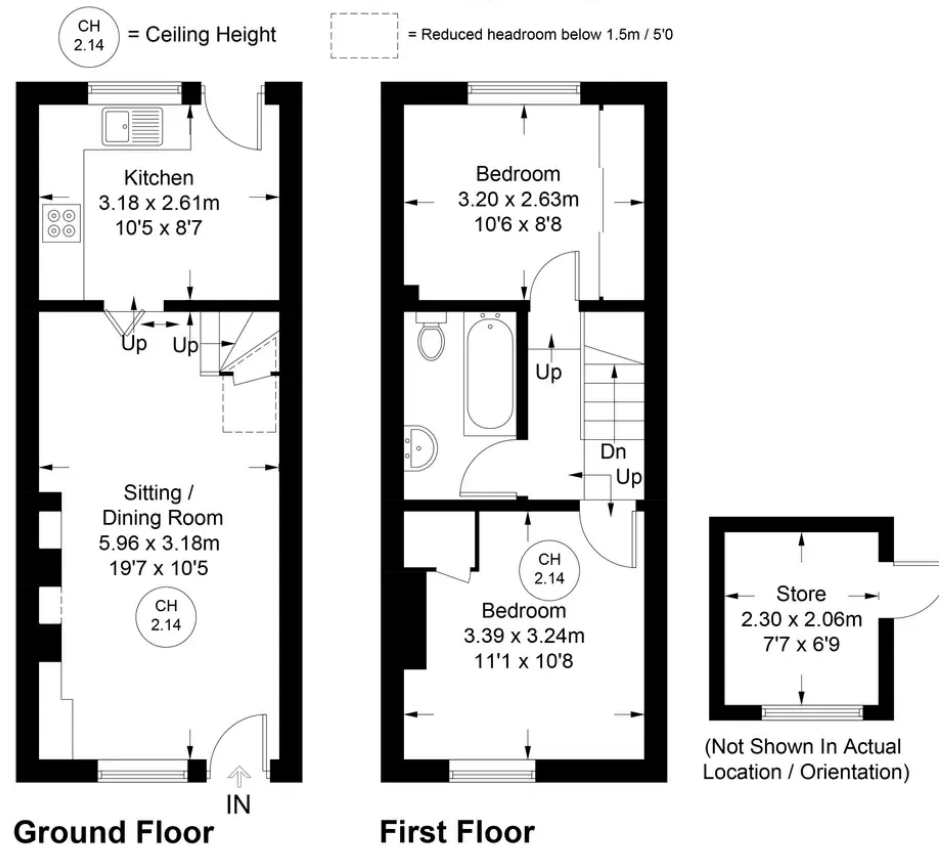 CH
2.14
= Ceiling Height
= Reduced headroom below 1.5m / 5'0
Kitchen
3.18 x 2.61m
10'5 x 8'7
Up
Up
Sitting /
Dining Room
5.96 x 3.18m
19'7 x 10'5
CH
2.14
IN
Ground Floor
Bedroom
3.20 x 2.63m
10'6 x 8'8
Up
Dn
Up
CH
2.14
Bedroom
3.39 x 3.24m
11'1 x 10'8
First Floor
Store
2.30 x 2.06m
7'7 x 6'9
(Not Shown In Actual
Location / Orientation)